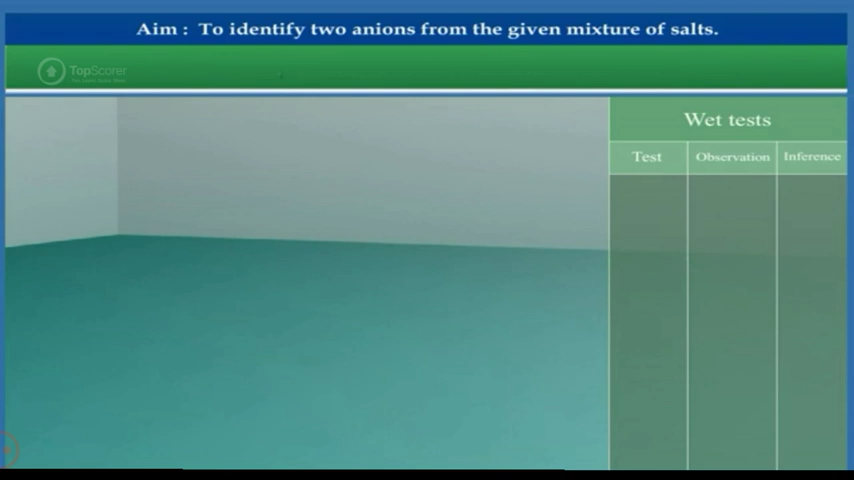 Aim : To identify two anions from the given mixture of salts.
TopScorer
Wet tests
Test Observation Inference